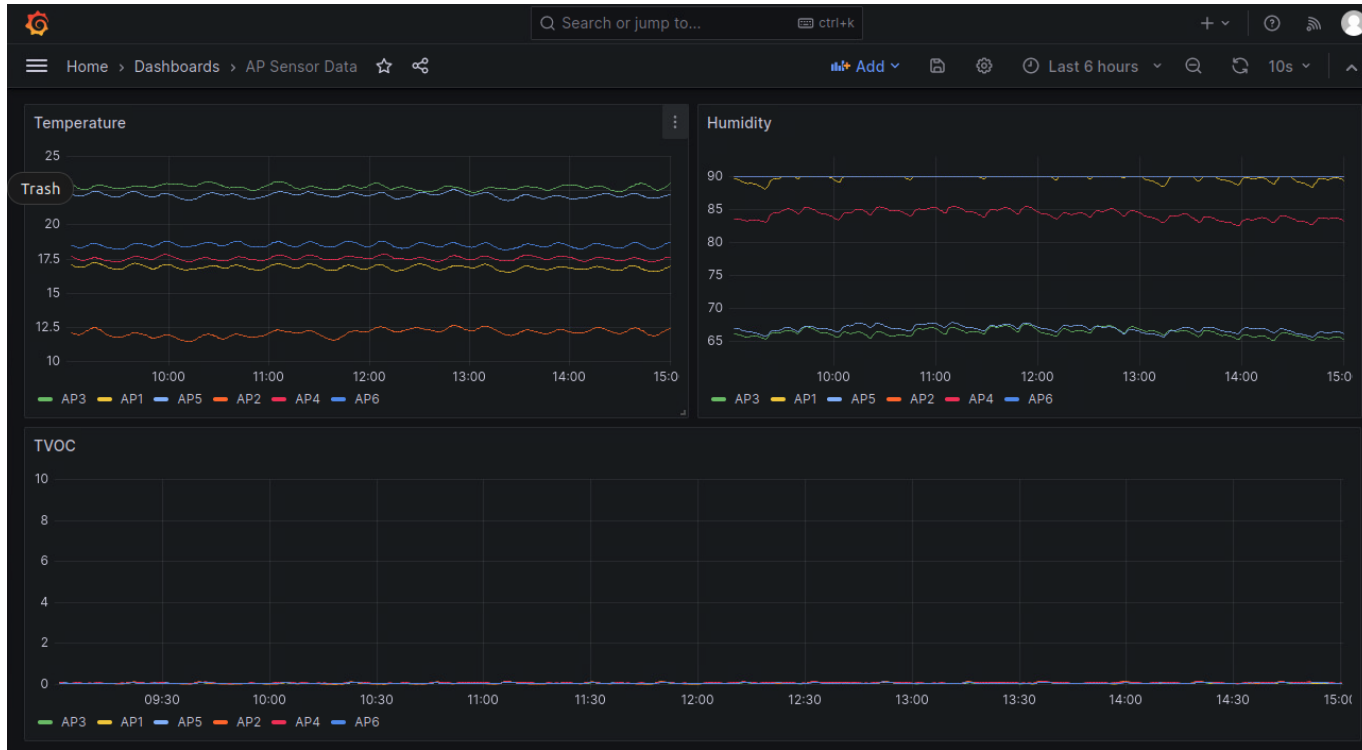 Search or jump to... ctrl+k
Home › Dashboards › AP Sensor Data Add Last 6 hours 10s
Temperature
25
Trash
20
17.5
15
12.5
10
10:00 11:00 12:00 13:00 14:00 15:0
AP3 AP1 AP5 AP2 AP4 AP6
Humidity
90
85
80
75
70
65
10:00 11:00 12:00 13:00 14:00 15:0
AP3 AP1 AP5 AP2 AP4 AP6
TVOC
10
8
6
4
2
0
09:30 10:00 10:30 11:00 11:30 12:00 12:30 13:00 13:30 14:00 14:30 15:00
AP3 AP1 AP5 AP2 AP4 AP6